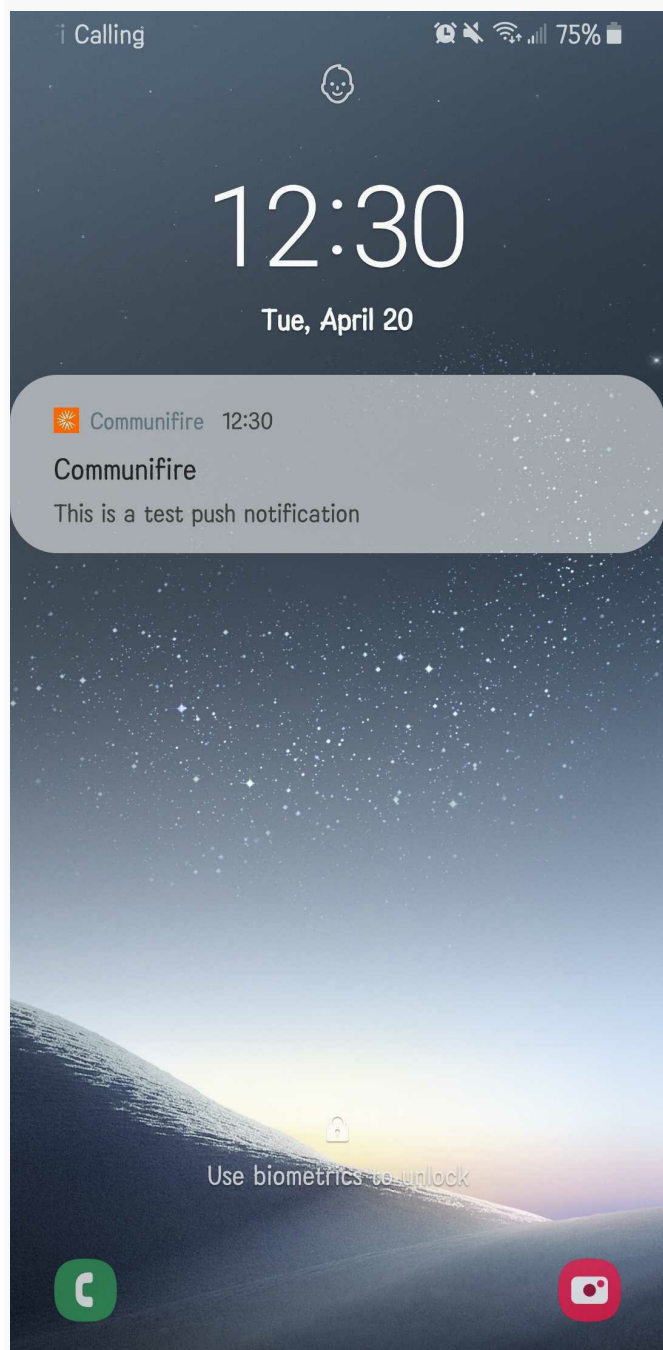 i Calling
75%
12:30
Tue, April 20
Communifire 12:30
Communifire
This is a test push notification
Use biometrics to unlock